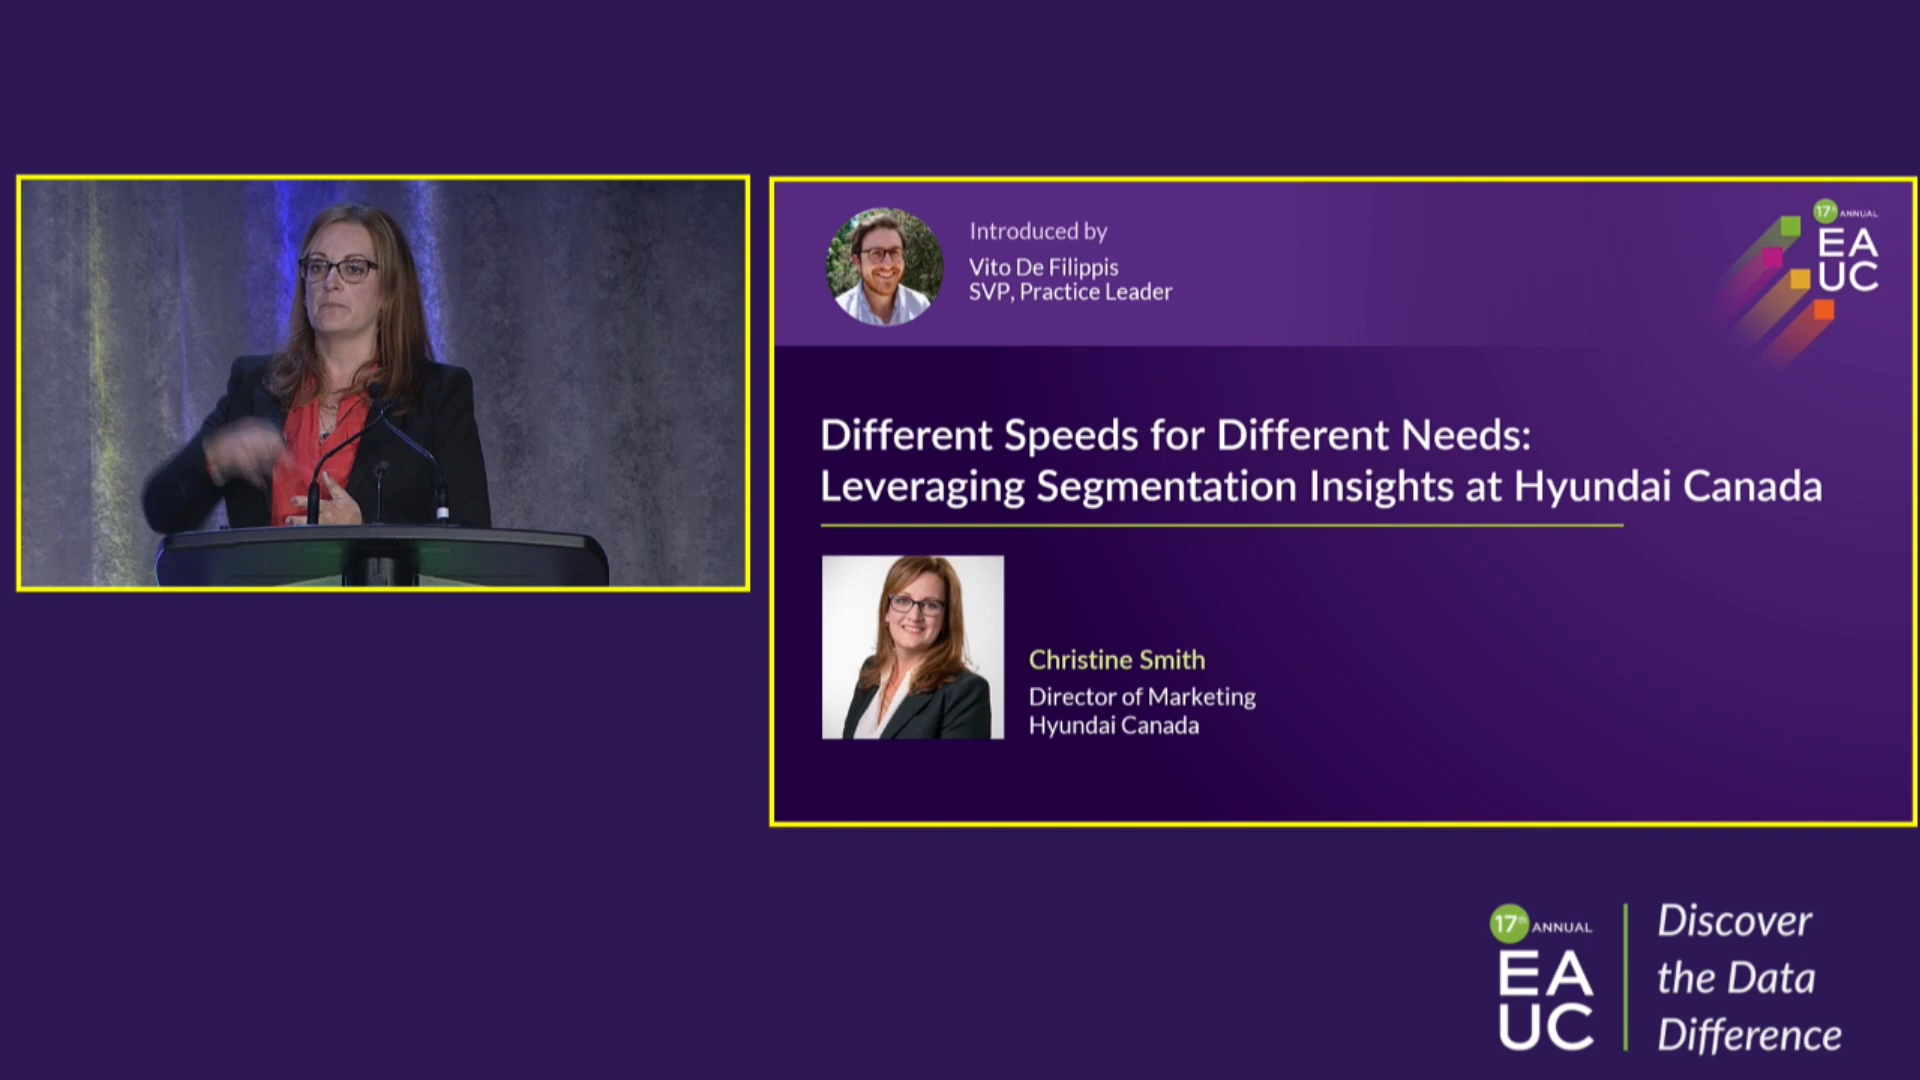 Introduced by
Vito De Filippis
SVP, Practice Leader
17th ANNUAL
EA
UC
Different Speeds for Different Needs:
Leveraging Segmentation Insights at Hyundai Canada
Christine Smith
Director of Marketing
Hyundai Canada
17th ANNUAL
EA
UC
Discover
the Data
Difference